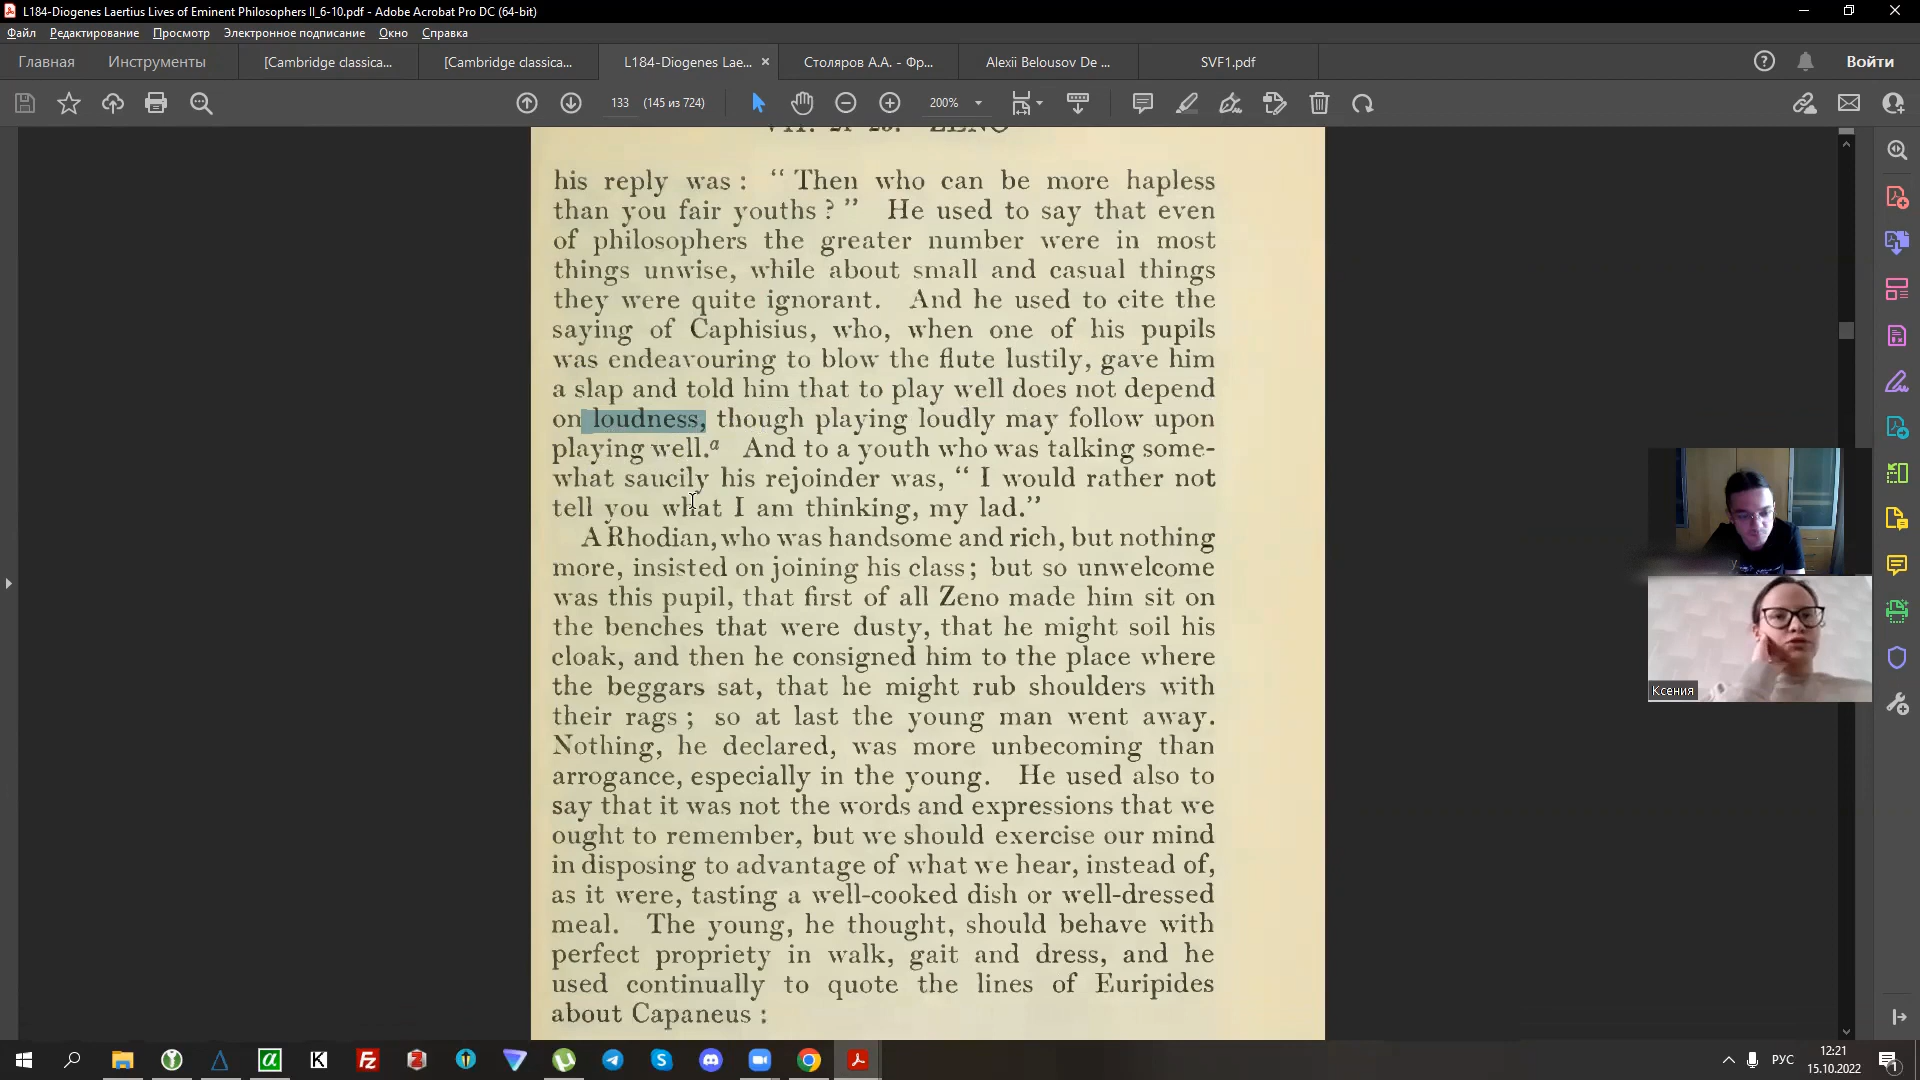 L184-Diogenes Laertius Lives of Eminent Philosophers II_6-10.pdf - Adobe Acrobat Pro DC (64-bit)
Файл Редактирование Просмотр Электронное подписание Окно Справка
Главная Инструменты [Cambridge classica... [Cambridge classica... L184-Diogenes Lae... × Столяров А.А. - Фр... Alexii Belousov De ... SVF1.pdf Войти
133 (145 из 724) 200%
ZENO
his reply was : “ Then who can be more hapless
than you fair youths ? ” He used to say that even
of philosophers the greater number were in most
things unwise, while about small and casual things
they were quite ignorant. And he used to cite the
saying of Caphisius, who, when one of his pupils
was endeavouring to blow the flute lustily, gave him
a slap and told him that to play well does not depend
on loudness, though playing loudly may follow upon
playing well.a And to a youth who was talking some-
what saucily his rejoinder was, “ I would rather not
tell you what I am thinking, my lad.”
A Rhodian, who was handsome and rich, but nothing
more, insisted on joining his class ; but so unwelcome
was this pupil, that first of all Zeno made him sit on
the benches that were dusty, that he might soil his
cloak, and then he consigned him to the place where
the beggars sat, that he might rub shoulders with
their rags ; so at last the young man went away.
Nothing, he declared, was more unbecoming than
arrogance, especially in the young. He used also to
say that it was not the words and expressions that we
ought to remember, but we should exercise our mind
in disposing to advantage of what we hear, instead of,
as it were, tasting a well-cooked dish or well-dressed
meal. The young, he thought, should behave with
perfect propriety in walk, gait and dress, and he
used continually to quote the lines of Euripides
about Capaneus :
Ксения
РУС
12:21
15.10.2022